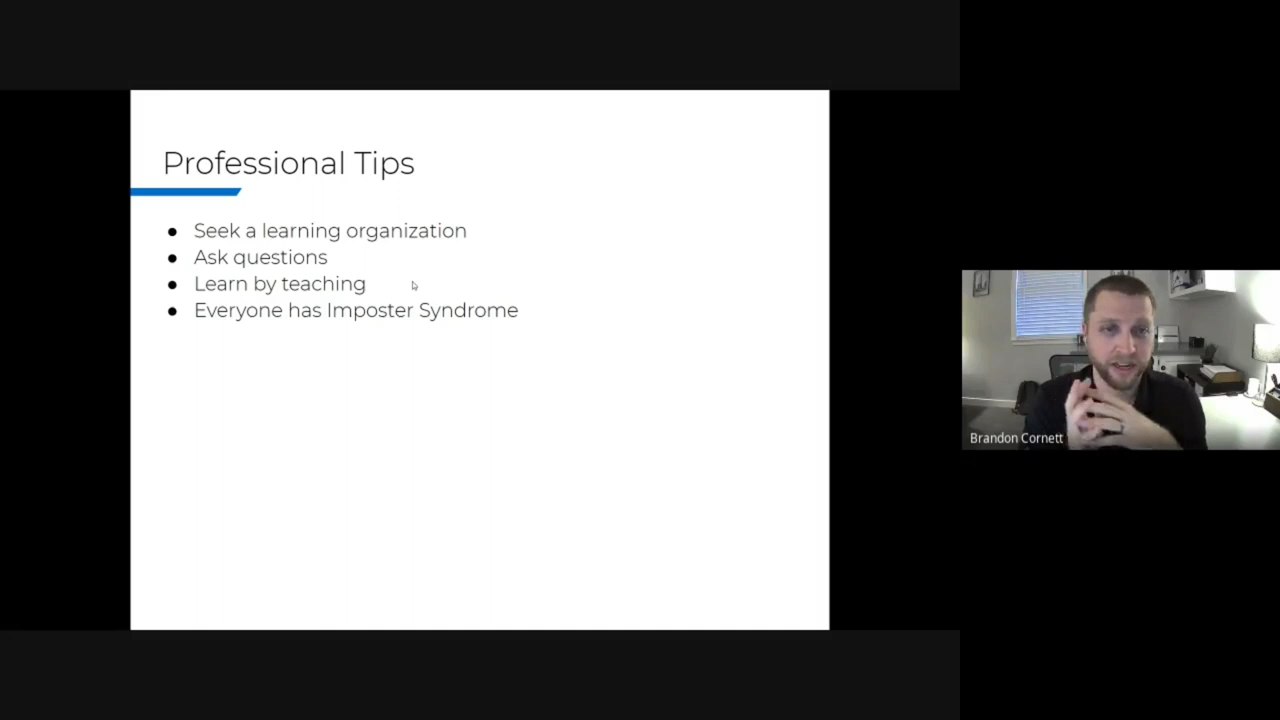 Professional Tips
● Seek a learning organization
● Ask questions
● Learn by teaching
● Everyone has Imposter Syndrome
Brandon Cornett